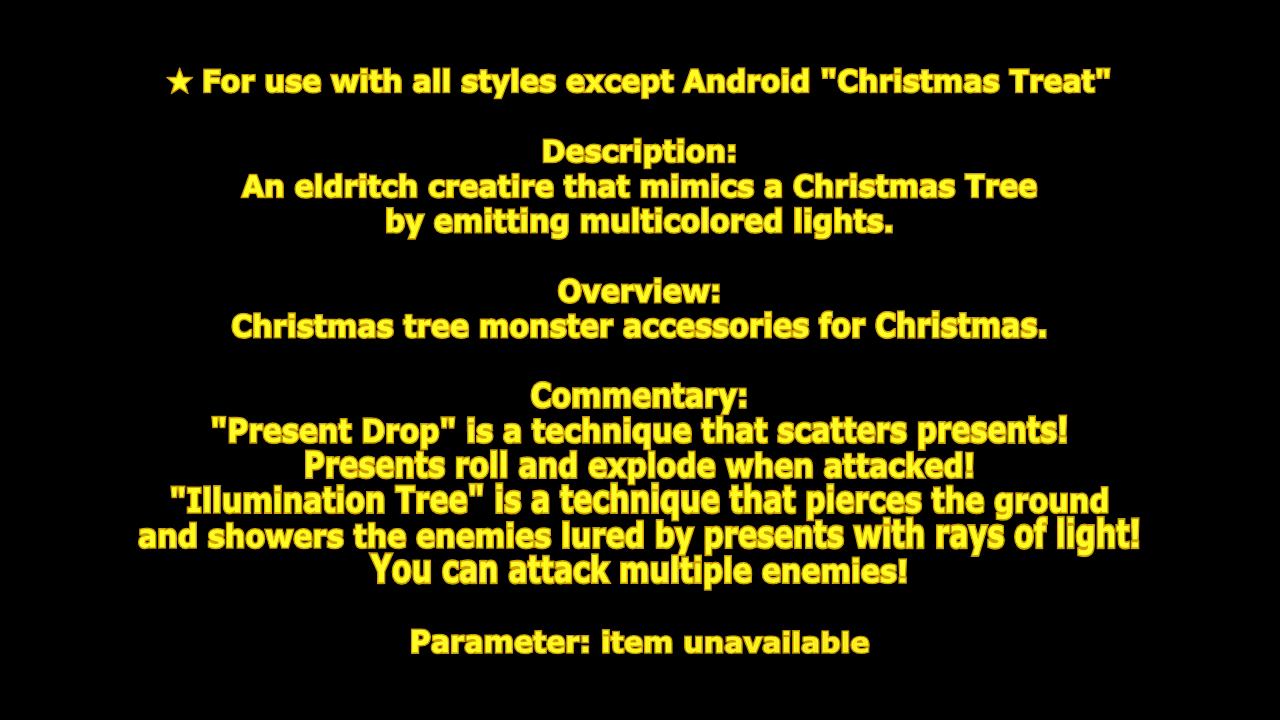 ★ For use with all styles except Android "Christmas Treat"
Description:
An eldritch creatire that mimics a Christmas Tree
by emitting multicolored lights.
Overview:
Christmas tree monster accessories for Christmas.
Commentary:
"Present Drop" is a technique that scatters presents!
Presents roll and explode when attacked!
"Illumination Tree" is a technique that pierces the ground
and showers the enemies lured by presents with rays of light!
You can attack multiple enemies!
Parameter: item unavailable